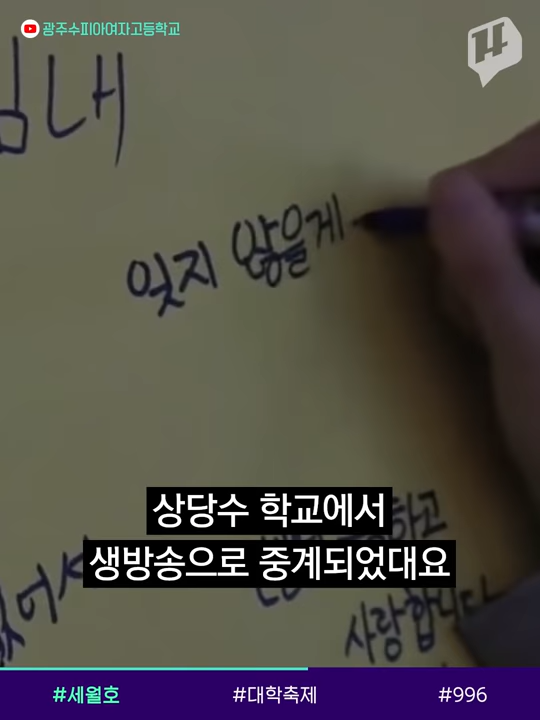 광주수피아여자고등학교
힘내
잊지 않을게
상당수 학교에서
생방송으로 중계되었대요
사랑합니다
#세월호 #대학축제 #996